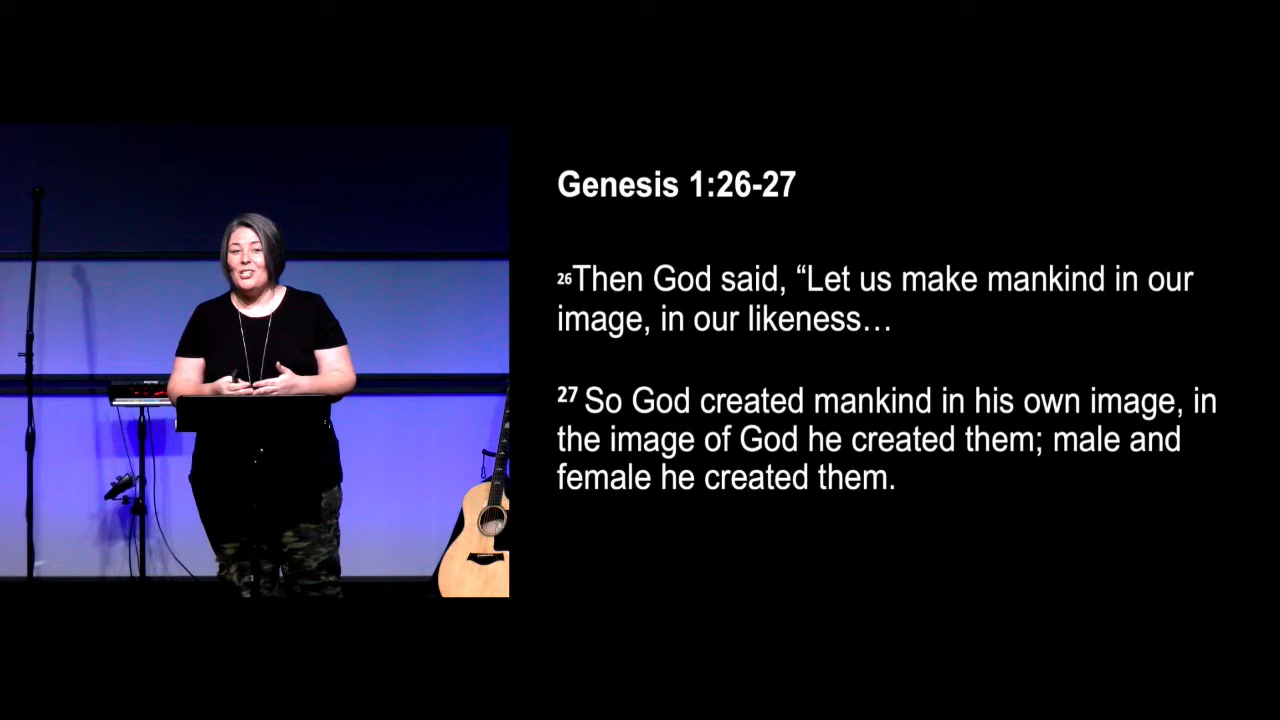 Genesis 1:26-27
26Then God said, “Let us make mankind in our
image, in our likeness…
27 So God created mankind in his own image, in
the image of God he created them; male and
female he created them.